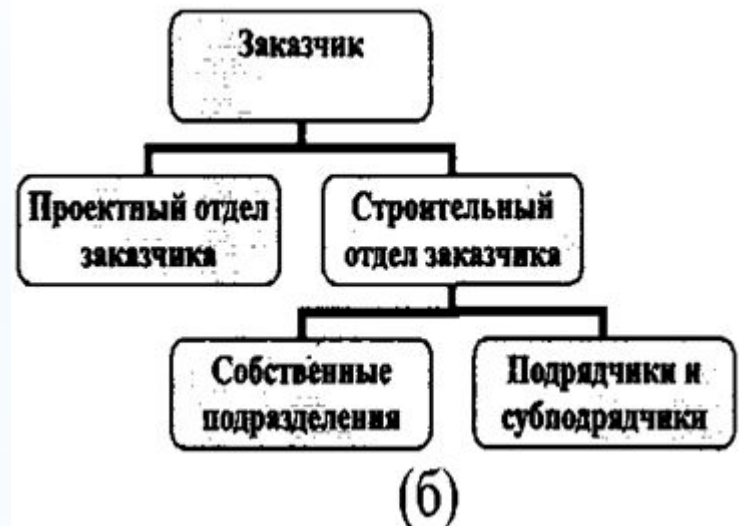 Заказчик
Проектный отдел
заказчика
Строительный
отдел заказчика
Собственные
подразделения
Подрядчики и
субподрядчики
(б)